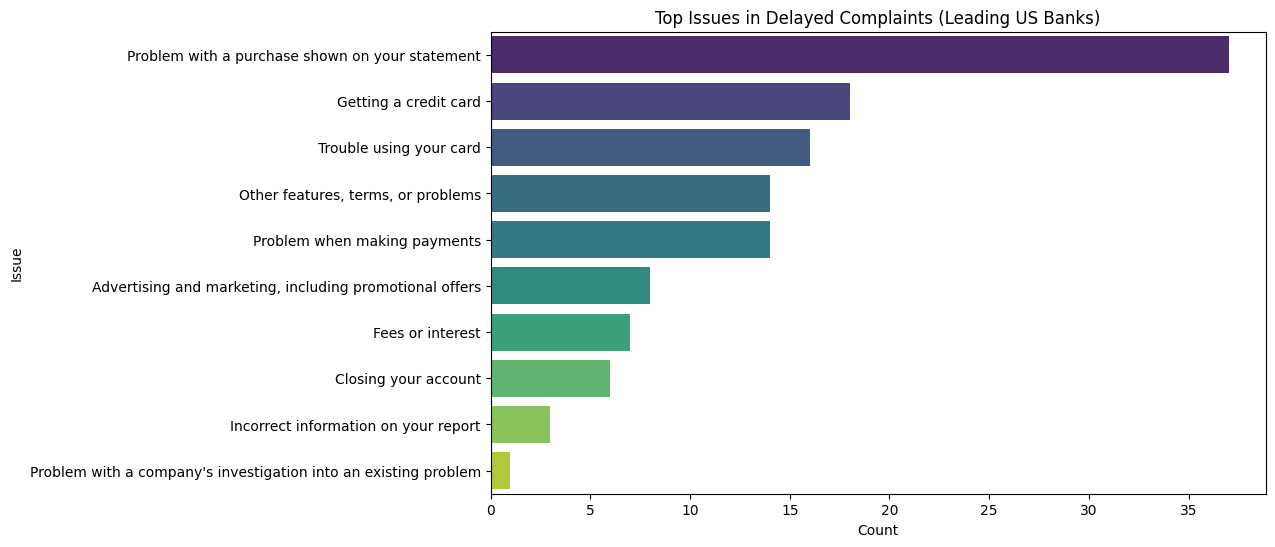 Top Issues in Delayed Complaints (Leading US Banks)
Issue
Problem with a purchase shown on your statement
Getting a credit card
Trouble using your card
Other features, terms, or problems
Problem when making payments
Advertising and marketing, including promotional offers
Fees or interest
Closing your account
Incorrect information on your report
Problem with a company's investigation into an existing problem
0 5 10 15 20 25 30 35
Count